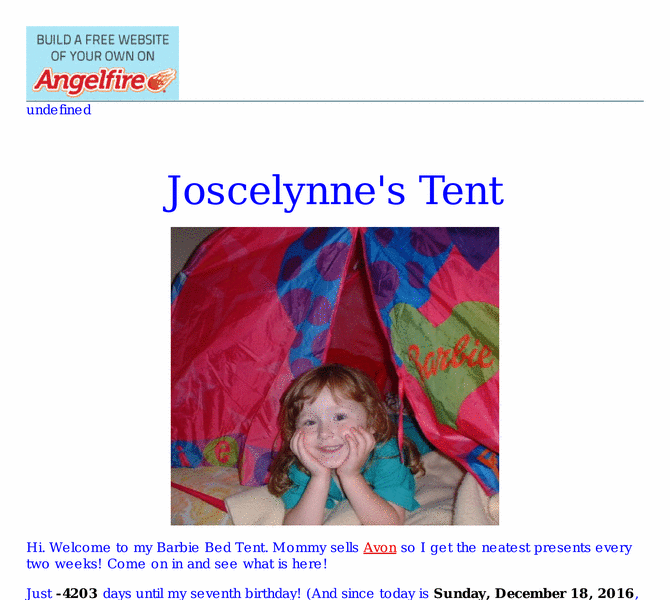 BUILD A FREE WEBSITE
OF YOUR OWN ON
Angelfire
undefined
Joscelynne's Tent
Barbie
Hi. Welcome to my Barbie Bed Tent. Mommy sells Avon so I get the neatest presents every
two weeks! Come on in and see what is here!
Just -4203 days until my seventh birthday! (And since today is Sunday, December 18, 2016,